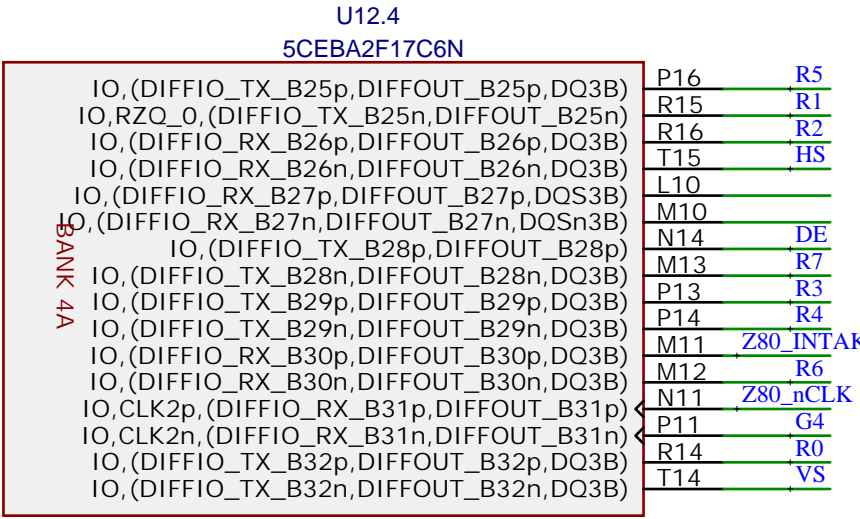 U12.4
5CEBA2F17C6N
IO,(DIFFIO_TX_B25p,DIFFOUT_B25p,DQ3B) P16 R5
IO,RZQ_0,(DIFFIO_TX_B25n,DIFFOUT_B25n) R15 R1
IO,(DIFFIO_RX_B26p,DIFFOUT_B26p,DQ3B) R16 R2
IO,(DIFFIO_RX_B26n,DIFFOUT_B26n,DQ3B) T15 HS
IO,(DIFFIO_RX_B27p,DIFFOUT_B27p,DQS3B) L10
IO,(DIFFIO_RX_B27n,DIFFOUT_B27n,DQSn3B) M10
IO,(DIFFIO_TX_B28p,DIFFOUT_B28p) N14 DE
IO,(DIFFIO_TX_B28n,DIFFOUT_B28n,DQ3B) M13 R7
IO,(DIFFIO_TX_B29p,DIFFOUT_B29p,DQ3B) P13 R3
IO,(DIFFIO_TX_B29n,DIFFOUT_B29n,DQ3B) P14 R4
IO,(DIFFIO_RX_B30p,DIFFOUT_B30p,DQ3B) M11 Z80_INTAK
IO,(DIFFIO_RX_B30n,DIFFOUT_B30n,DQ3B) M12 R6
IO,CLK2p,(DIFFIO_RX_B31p,DIFFOUT_B31p) N11 Z80_nCLK
IO,CLK2n,(DIFFIO_RX_B31n,DIFFOUT_B31n) P11 G4
IO,(DIFFIO_TX_B32p,DIFFOUT_B32p,DQ3B) R14 R0
IO,(DIFFIO_TX_B32n,DIFFOUT_B32n,DQ3B) T14 VS
BANK 4A